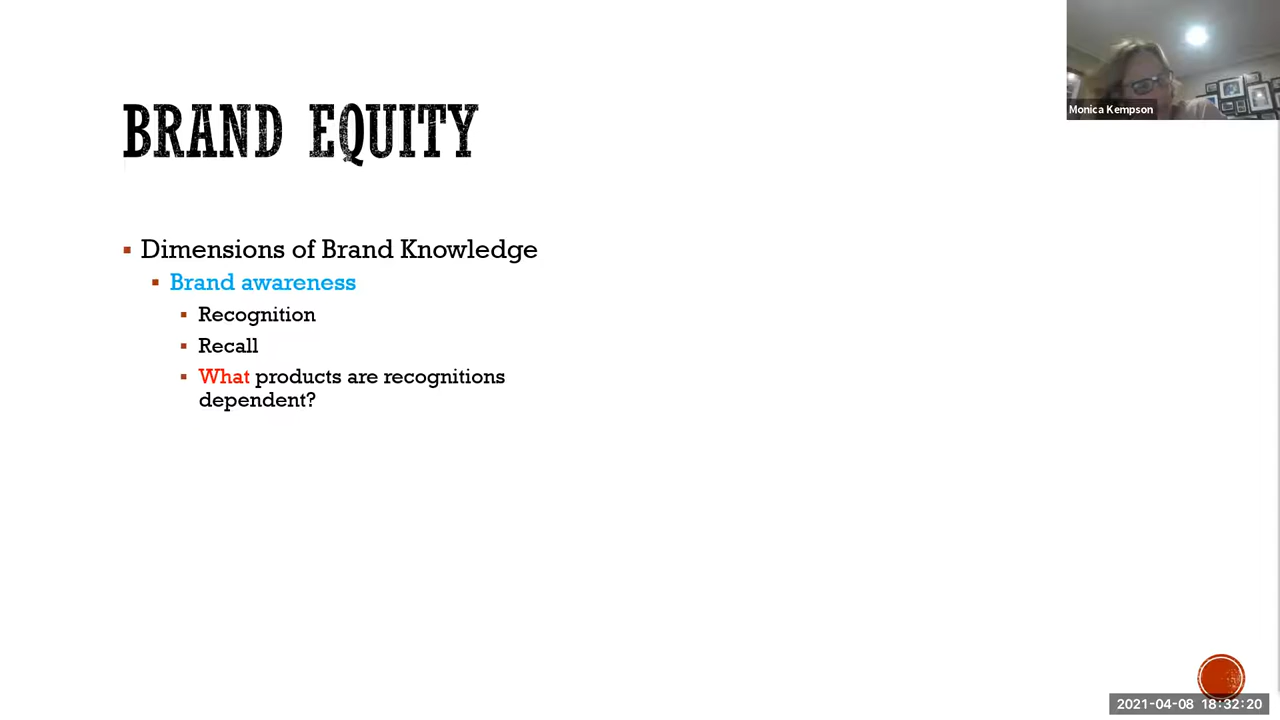 BRAND EQUITY
Dimensions of Brand Knowledge
Brand awareness
Recognition
Recall
What products are recognitions
dependent?
Monica Kempson
2021-04-08 18:32:20